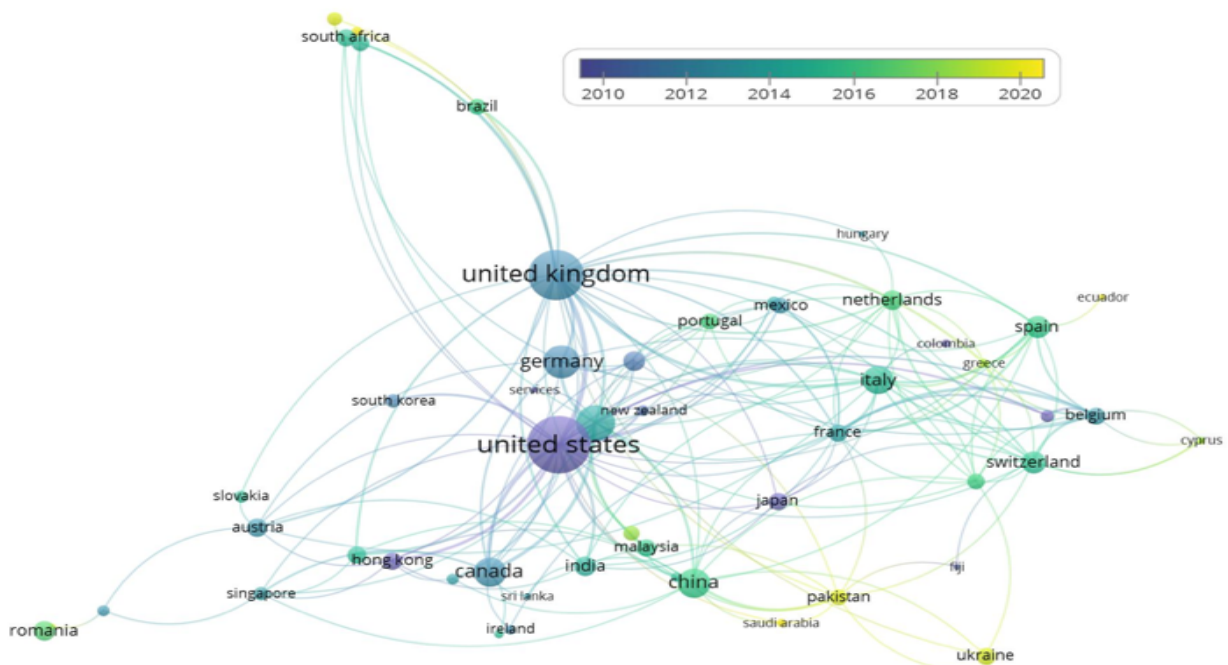 south africa
2010 2012 2014 2016 2018 2020
brazil
hungary
united kingdom
netherlands
ecuador
mexico
portugal
spain
colombia
germany
greece
services
italy
south korea
new zealand
belgium
france
united states
cyprus
switzerland
slovakia
japan
austria
malaysia
hong kong
india
canada
fiji
china
singapore
sri lanka
pakistan
saudi arabia
ireland
romania
ukraine